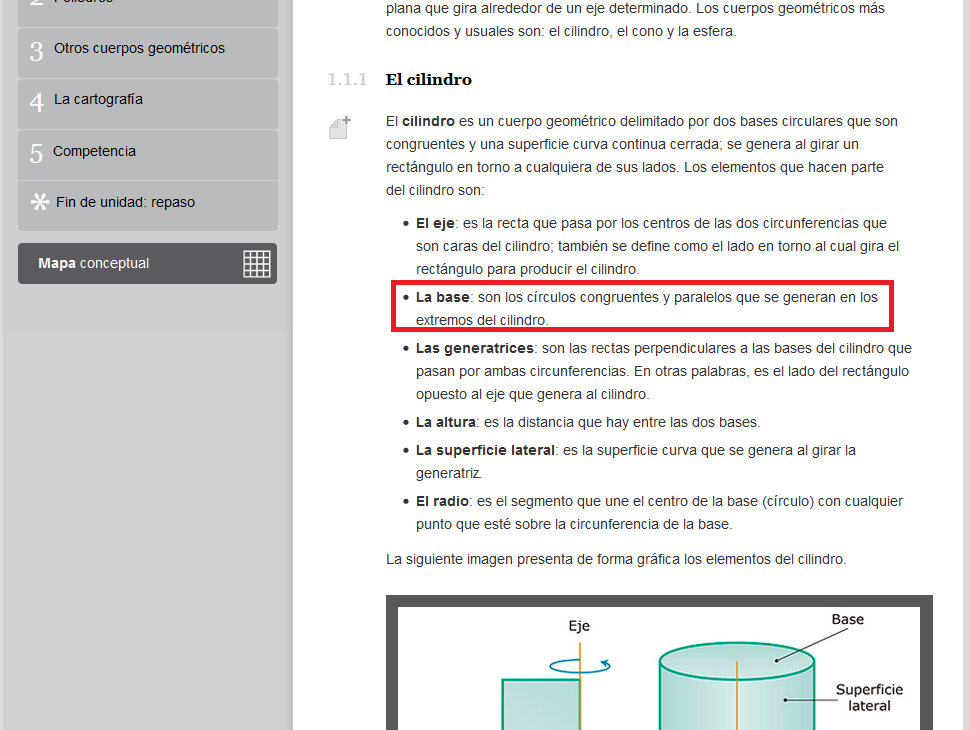 2 Poliedros
3 Otros cuerpos geométricos
4 La cartografía
5 Competencia
Fin de unidad: repaso
Mapa conceptual
plana que gira alrededor de un eje determinado. Los cuerpos geométricos más
conocidos y usuales son: el cilindro, el cono y la esfera.
1.1.1 El cilindro
El cilindro es un cuerpo geométrico delimitado por dos bases circulares que son
congruentes y una superficie curva continua cerrada; se genera al girar un
rectángulo en torno a cualquiera de sus lados. Los elementos que hacen parte
del cilindro son:
• El eje: es la recta que pasa por los centros de las dos circunferencias que
son caras del cilindro; también se define como el lado en torno al cual gira el
rectángulo para producir el cilindro.
• La base: son los círculos congruentes y paralelos que se generan en los
extremos del cilindro.
• Las generatrices: son las rectas perpendiculares a las bases del cilindro que
pasan por ambas circunferencias. En otras palabras, es el lado del rectángulo
opuesto al eje que genera al cilindro.
• La altura: es la distancia que hay entre las dos bases.
• La superficie lateral: es la superficie curva que se genera al girar la
generatriz.
• El radio: es el segmento que une el centro de la base (círculo) con cualquier
punto que esté sobre la circunferencia de la base.
La siguiente imagen presenta de forma gráfica los elementos del cilindro.
Eje
Base
Superficie
lateral